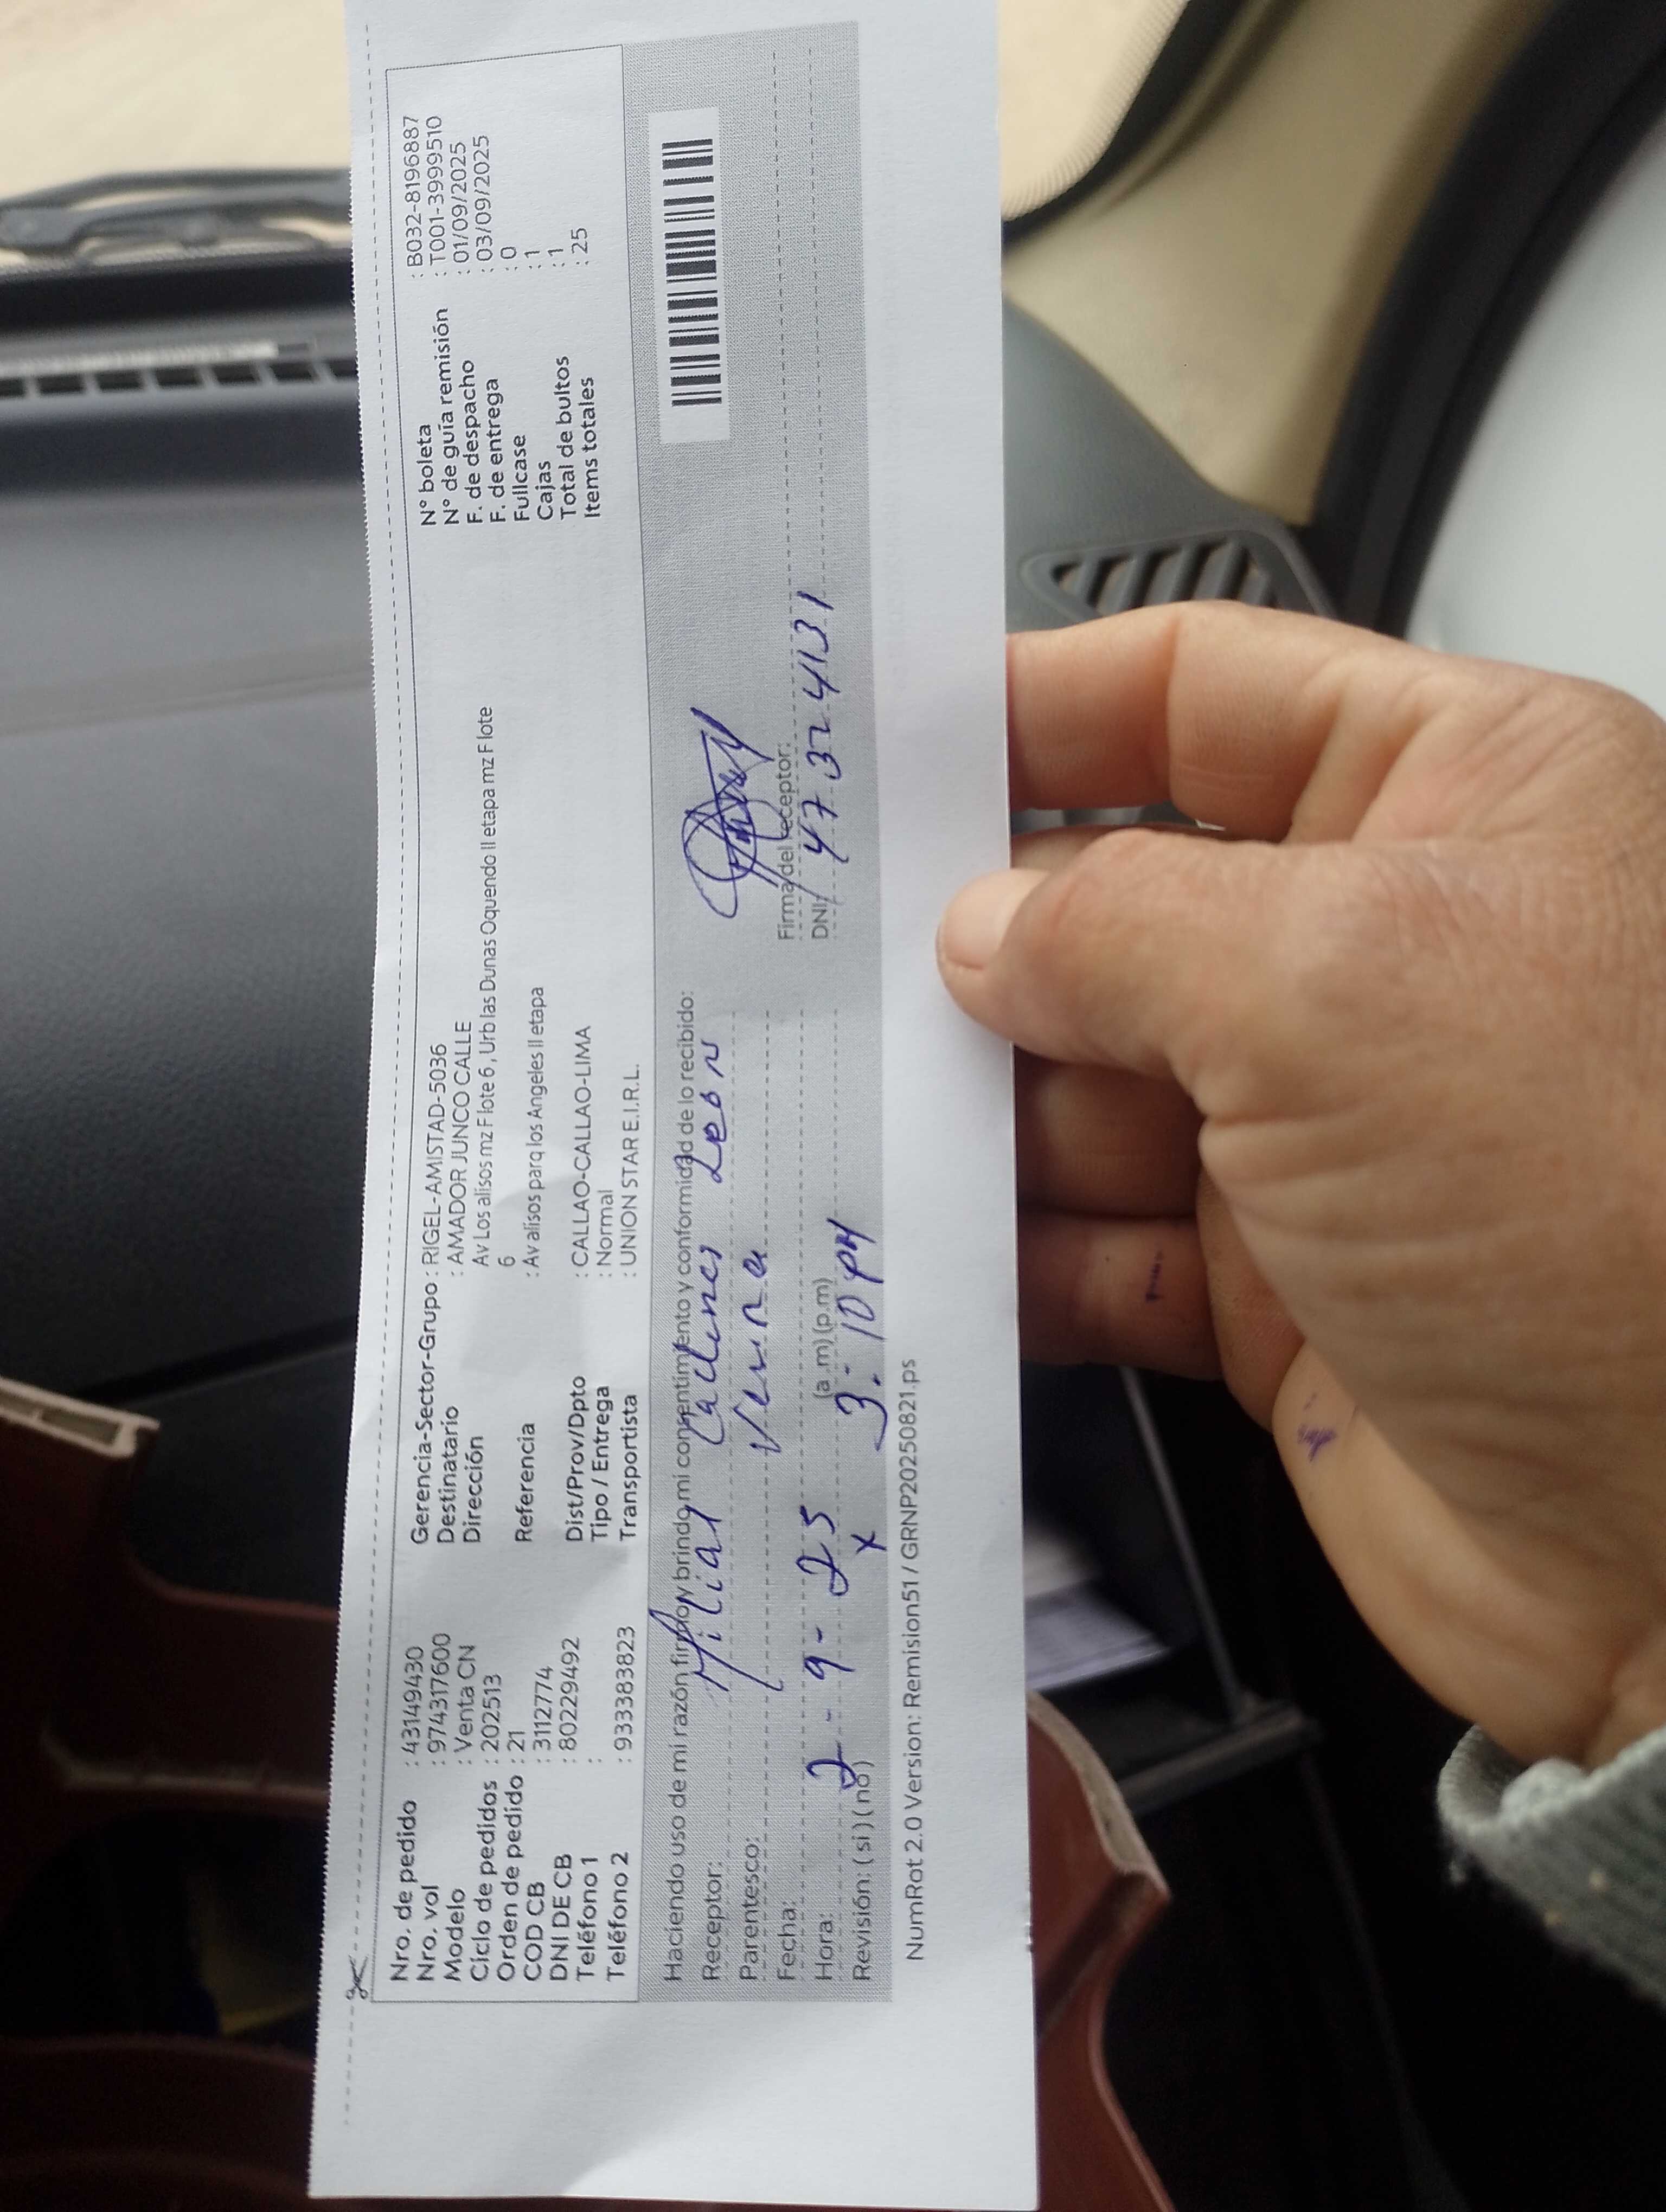 Nro. de pedido : 43149430
Nro. vol : 974317600
Modelo : Venta CN
Ciclo de pedidos : 202513
Orden de pedido : 21
COD CB : 3112774
DNI DE CB : 80229492
Teléfono 1 :
Teléfono 2 : 933383823
Gerencia-Sector-Grupo : RIGEL-AMISTAD-5036
Destinatario : AMADOR JUNCO CALLE
Dirección Av Los alisos mz F lote 6 , Urb las Dunas Oquendo II etapa mz F lote
6
Referencia : Av alisos parq los Angeles II etapa
Dist/Prov/Dpto : CALLAO-CALLAO-LIMA
Tipo / Entrega : Normal
Transportista : UNION STAR E.I.R.L.
N° boleta : B032-8196887
N° de guía remisión : T001-3999510
F. de despacho : 01/09/2025
F. de entrega : 03/09/2025
Fullcase : 0
Cajas : 1
Total de bultos : 1
Items totales : 25
Haciendo uso de mi razón firmo y brindo mi consentimiento y conformidad de lo recibido:
Receptor: León
Parentesco:
Fecha: 2-9-25
Hora: (a.m) (p.m) 3:10 PM
Revisión: ( si ) ( no ) x
Firma del receptor:
DNI: 47324131
NumRot 2.0 Version: Remision51 / GRNP20250821.ps